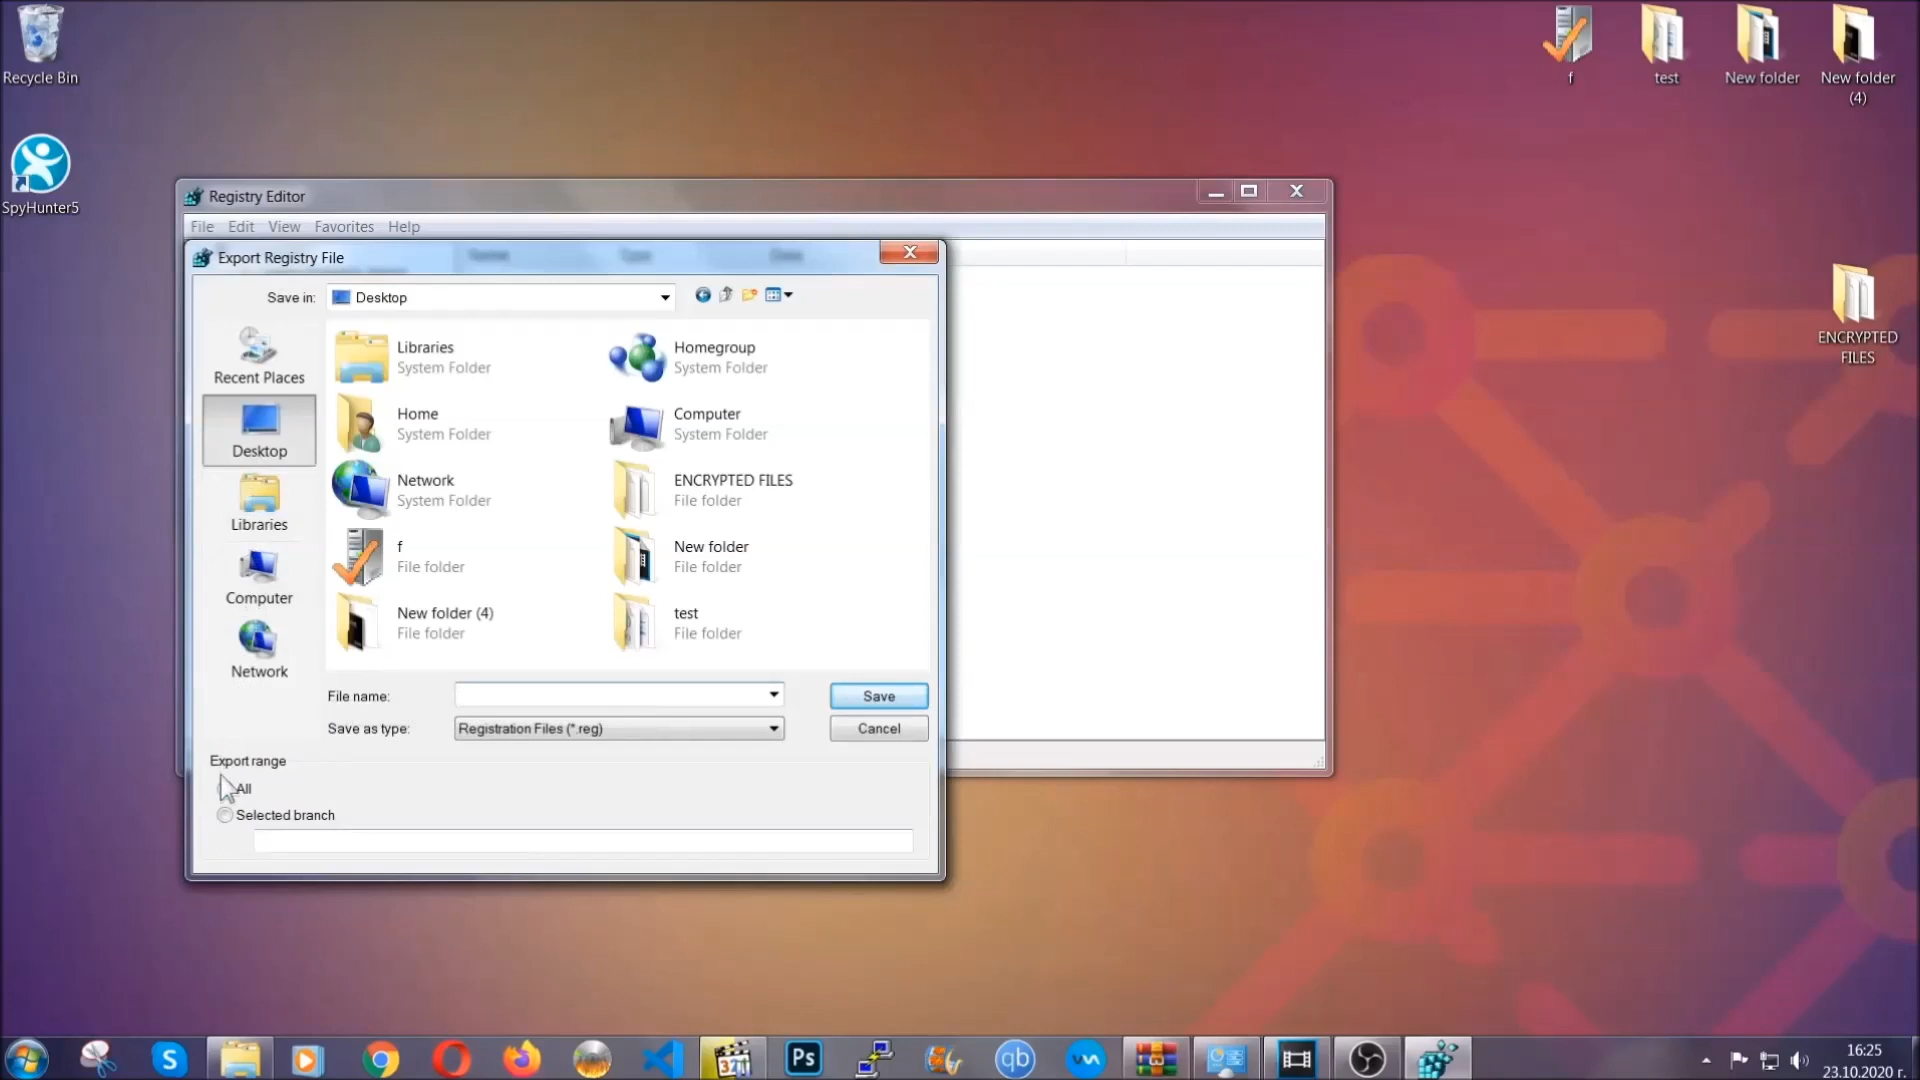 Recycle Bin
SpyHunter5
f
test
New folder
New folder
(4)
ENCRYPTED
FILES
Registry Editor
File Edit View Favorites Help
Export Registry File
Save in:
Desktop
Recent Places
Desktop
Libraries
Computer
Network
Libraries
System Folder
Homegroup
System Folder
Home
System Folder
Computer
System Folder
Network
System Folder
ENCRYPTED FILES
File folder
f
File folder
New folder
File folder
New folder (4)
File folder
test
File folder
File name:
Save
Save as type:
Registration Files (*.reg)
Cancel
Export range
All
Selected branch
S
321
Ps
qb
16:25
23.10.2020 г.